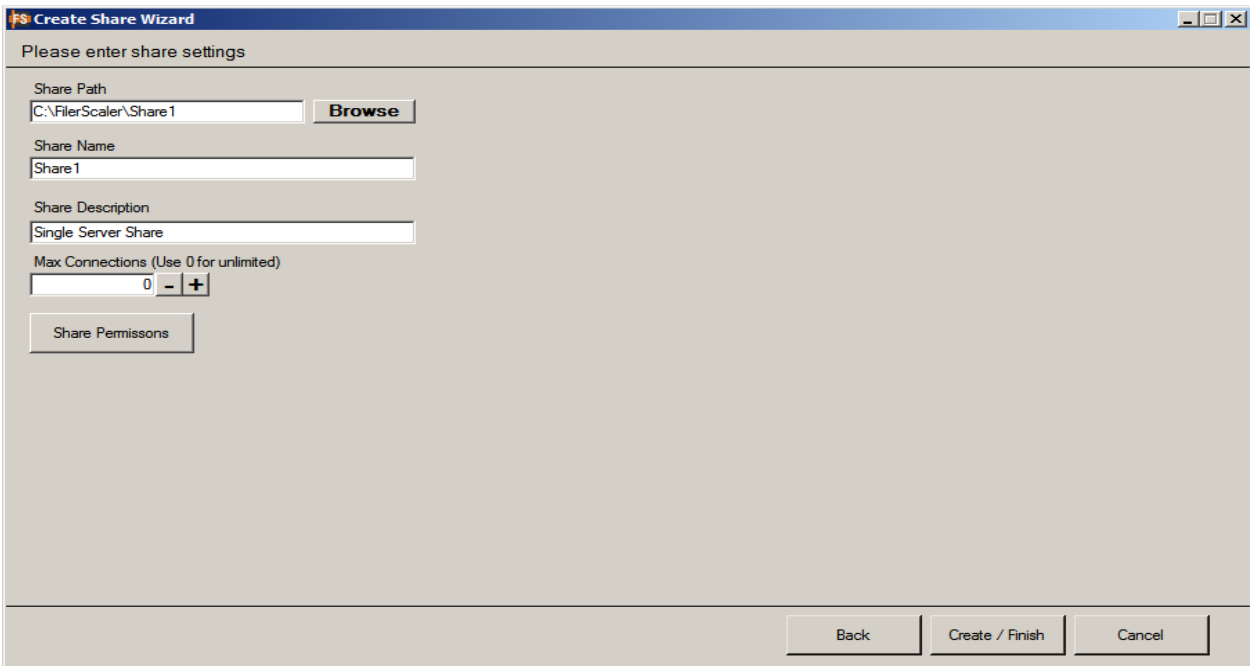 FS Create Share Wizard
Please enter share settings
Share Path
C:\FilerScaler\Share1 Browse
Share Name
Share1
Share Description
Single Server Share
Max Connections (Use 0 for unlimited)
0 - +
Share Permissons
Back Create / Finish Cancel